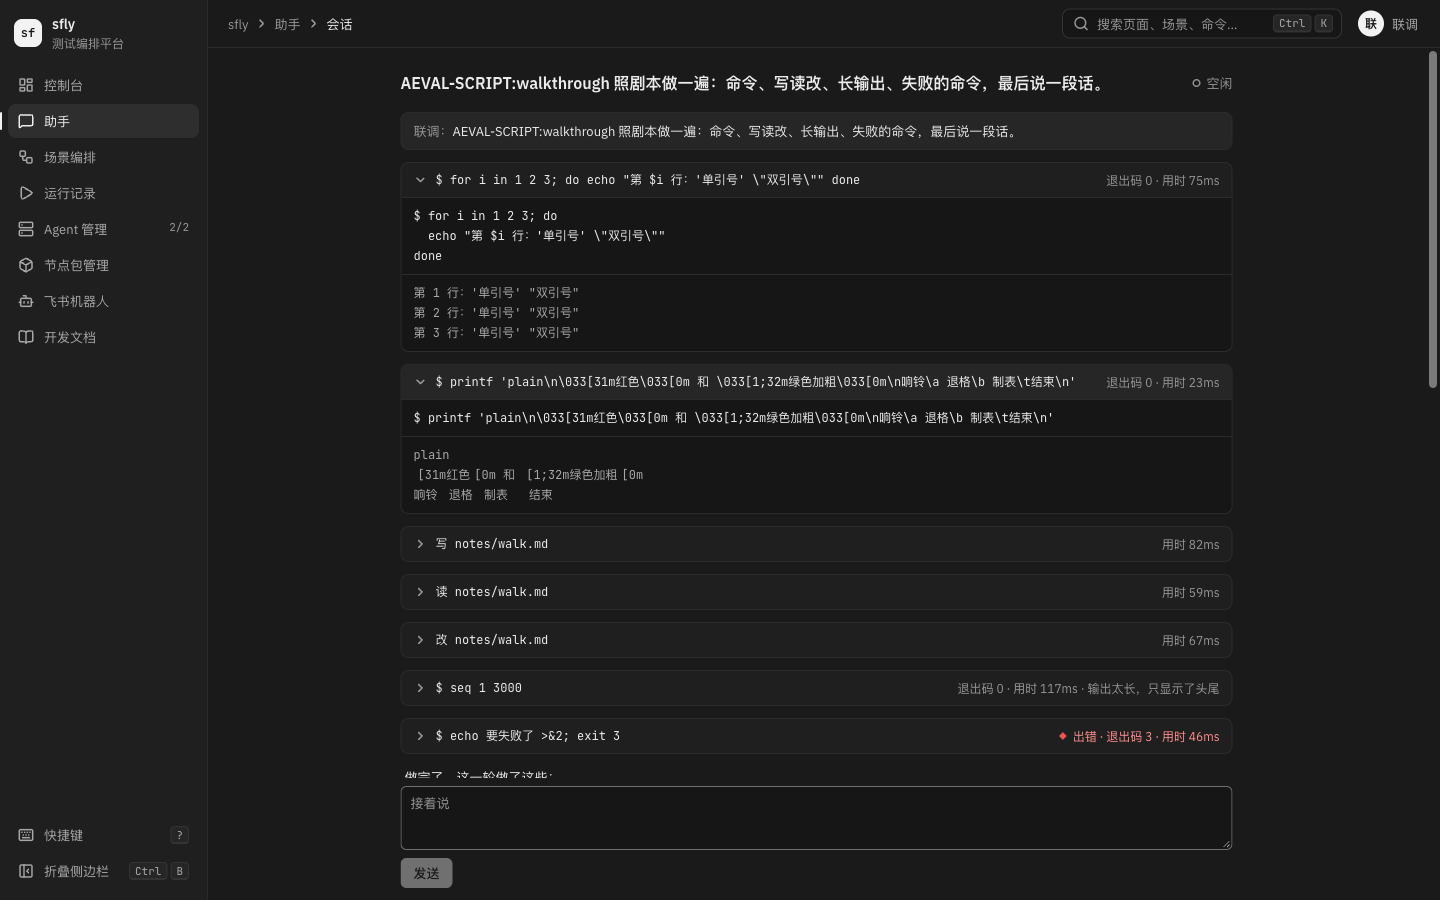 sf
sfly
测试编排平台
控制台
助手
场景编排
运行记录
Agent 管理 2/2
节点包管理
飞书机器人
开发文档
快捷键 ?
折叠侧边栏 Ctrl B
sfly > 助手 > 会话
搜索页面、场景、命令... Ctrl K
联 联调
AEVAL-SCRIPT:walkthrough 照剧本做一遍：命令、写读改、长输出、失败的命令，最后说一段话。
空闲
联调：AEVAL-SCRIPT:walkthrough 照剧本做一遍：命令、写读改、长输出、失败的命令，最后说一段话。
$ for i in 1 2 3; do echo "第 $i 行：'单引号' \"双引号\"" done 退出码 0 · 用时 75ms
$ for i in 1 2 3; do
echo "第 $i 行：'单引号' \"双引号\""
done
第 1 行：'单引号' "双引号"
第 2 行：'单引号' "双引号"
第 3 行：'单引号' "双引号"
$ printf 'plain\n\033[31m红色\033[0m 和 \033[1;32m绿色加粗\033[0m\n响铃\a 退格\b 制表\t结束\n' 退出码 0 · 用时 23ms
$ printf 'plain\n\033[31m红色\033[0m 和 \033[1;32m绿色加粗\033[0m\n响铃\a 退格\b 制表\t结束\n'
plain
[31m红色 [0m 和 [1;32m绿色加粗 [0m
响铃 退格 制表 结束
写 notes/walk.md 用时 82ms
读 notes/walk.md 用时 59ms
改 notes/walk.md 用时 67ms
$ seq 1 3000 退出码 0 · 用时 117ms · 输出太长，只显示了头尾
$ echo 要失败了 >&2; exit 3 出错 · 退出码 3 · 用时 46ms
做完了，这一轮做了这些：
接着说
发送